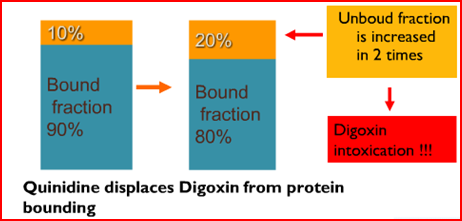 10%
Bound
fraction
90%
20%
Bound
fraction
80%
Unboud fraction
is increased
in 2 times
Digoxin
intoxication !!!
Quinidine displaces Digoxin from protein
bounding